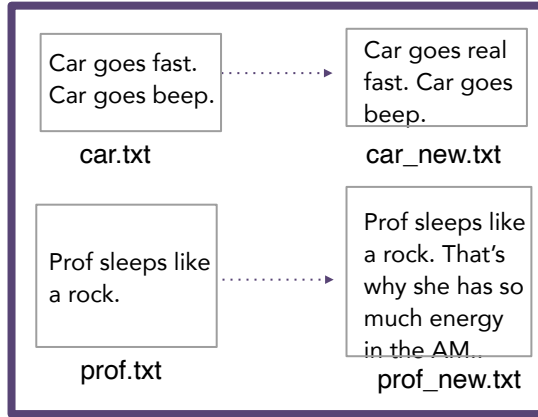 Car goes fast.
Car goes beep.
car.txt
Car goes real
fast. Car goes
beep.
car_new.txt
Prof sleeps like
a rock.
prof.txt
Prof sleeps like
a rock. That's
why she has so
much energy
in the AM..
prof_new.txt